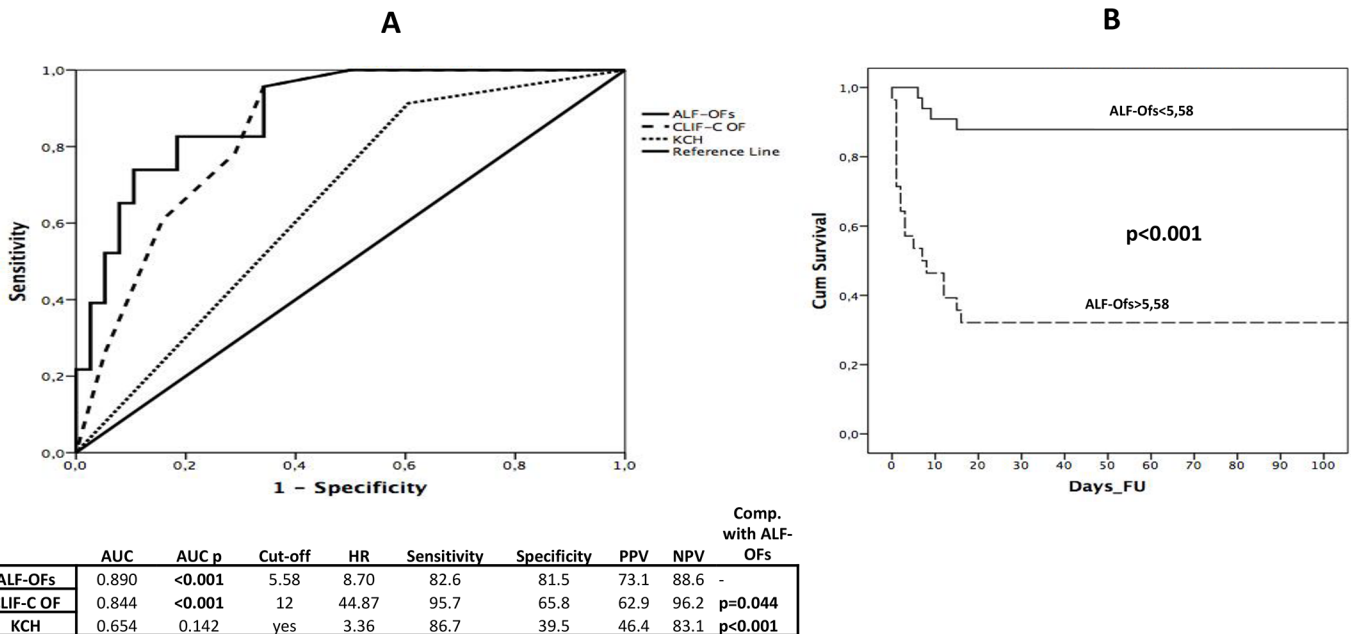 A
1,0
0,8
0,6
0,4
0,2
0,0
Sensitivity
0,0 0,2 0,4 0,6 0,8 1,0
1 – Specificity
ALF-OFs
CLIF-C OF
KCH
Reference Line
B
1,0
0,8
0,6
0,4
0,2
0,0
Cum Survival
ALF-Ofs<5,58
p<0.001
ALF-Ofs>5,58
0 10 20 30 40 50 60 70 80 90 100
Days_FU
Comp.
with ALF-
AUC AUC p Cut-off HR Sensitivity Specificity PPV NPV OFs
ALF-OFs 0.890 <0.001 5.58 8.70 82.6 81.5 73.1 88.6 -
LIF-C OF 0.844 <0.001 12 44.87 95.7 65.8 62.9 96.2 p=0.044
KCH 0.654 0.142 yes 3.36 86.7 39.5 46.4 83.1 p<0.001